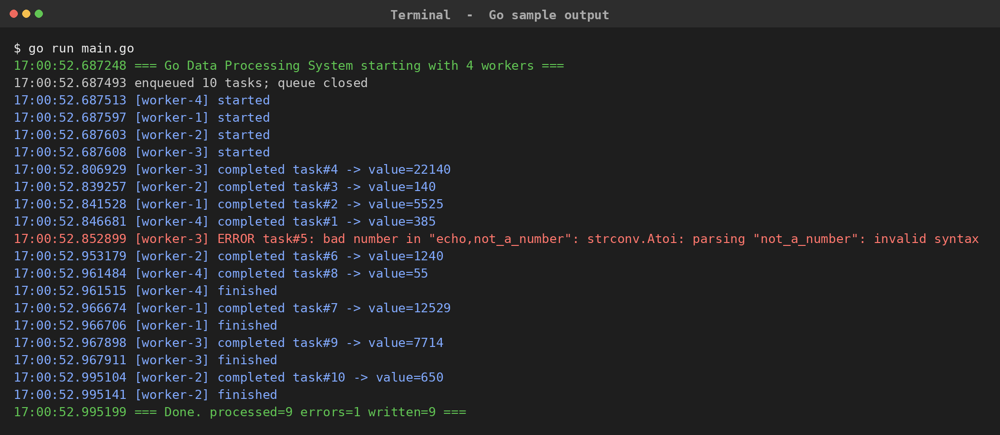 Terminal  -  Go sample output
$ go run main.go
17:00:52.687248 === Go Data Processing System starting with 4 workers ===
17:00:52.687493 enqueued 10 tasks; queue closed
17:00:52.687513 [worker-4] started
17:00:52.687597 [worker-1] started
17:00:52.687603 [worker-2] started
17:00:52.687608 [worker-3] started
17:00:52.806929 [worker-3] completed task#4 -> value=22140
17:00:52.839257 [worker-2] completed task#3 -> value=140
17:00:52.841528 [worker-1] completed task#2 -> value=5525
17:00:52.846681 [worker-4] completed task#1 -> value=385
17:00:52.852899 [worker-3] ERROR task#5: bad number in "echo,not_a_number": strconv.Atoi: parsing "not_a_number": invalid syntax
17:00:52.953179 [worker-2] completed task#6 -> value=1240
17:00:52.961484 [worker-4] completed task#8 -> value=55
17:00:52.961515 [worker-4] finished
17:00:52.966674 [worker-1] completed task#7 -> value=12529
17:00:52.966706 [worker-1] finished
17:00:52.967898 [worker-3] completed task#9 -> value=7714
17:00:52.967911 [worker-3] finished
17:00:52.995104 [worker-2] completed task#10 -> value=650
17:00:52.995141 [worker-2] finished
17:00:52.995199 === Done. processed=9 errors=1 written=9 ===